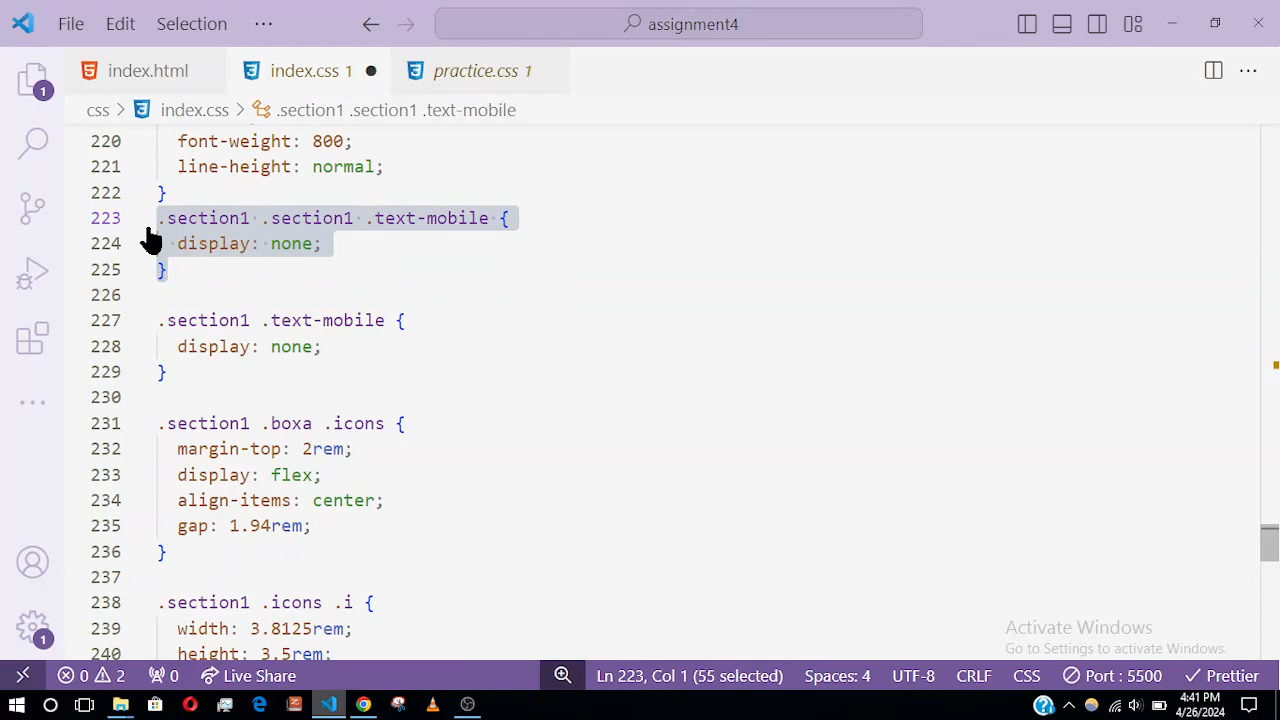 File Edit Selection ··· assignment4
index.html index.css 1 practice.css 1 ···
css > index.css > .section1 .section1 .text-mobile
220 font-weight: 800;
221 line-height: normal;
222 }
223 .section1 .section1 .text-mobile {
224 display: none;
225 }
226
227 .section1 .text-mobile {
228 display: none;
229 }
230
231 .section1 .boxa .icons {
232 margin-top: 2rem;
233 display: flex;
234 align-items: center;
235 gap: 1.94rem;
236 }
237
238 .section1 .icons .i {
239 width: 3.8125rem;
240 height: 3.5rem;
1
1
Activate Windows
Go to Settings to activate Windows.
0 2 0 Live Share Ln 223, Col 1 (55 selected) Spaces: 4 UTF-8 CRLF CSS Port : 5500 Prettier
4:41 PM
4/26/2024